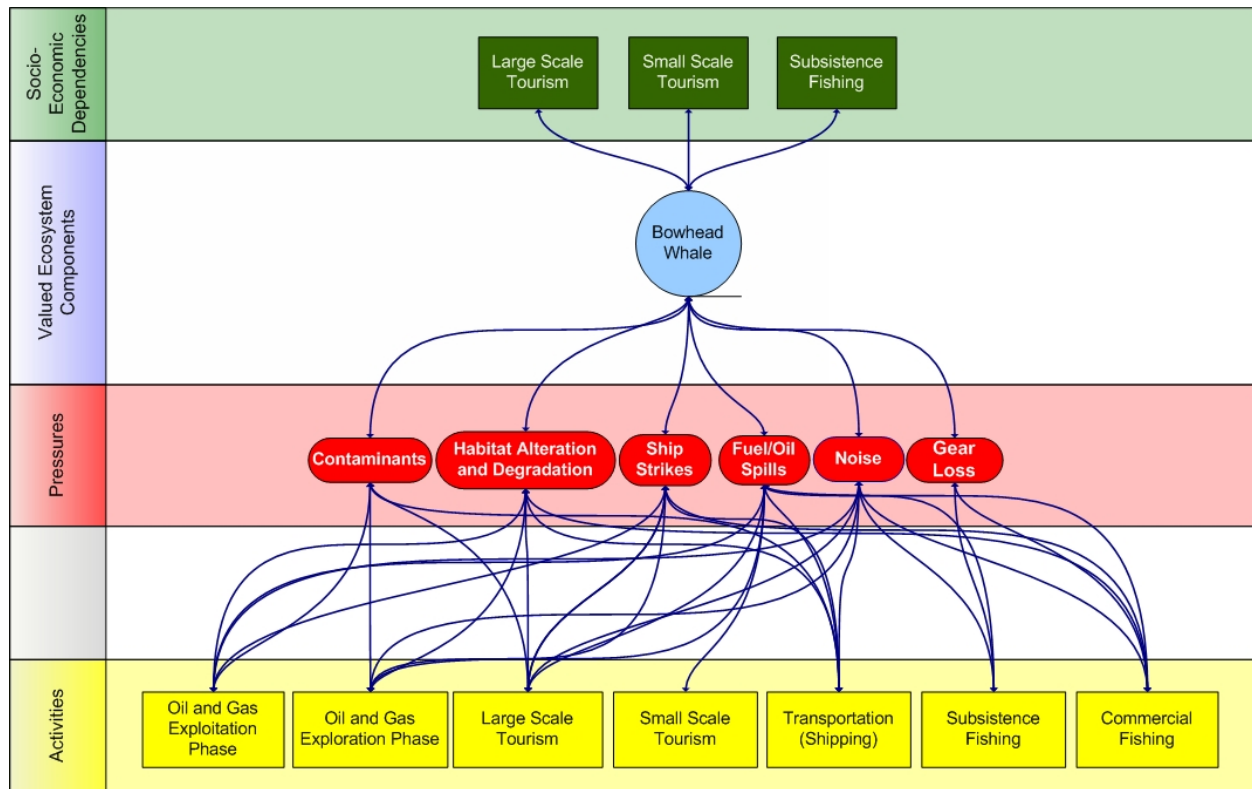 Socio-
Economic
Dependencies
Large Scale
Tourism
Small Scale
Tourism
Subsistence
Fishing
Valued Ecosystem
Components
Bowhead
Whale
Pressures
Contaminants
Habitat Alteration
and Degradation
Ship
Strikes
Fuel/Oil
Spills
Noise
Gear
Loss
Activities
Oil and Gas
Exploitation
Phase
Oil and Gas
Exploration Phase
Large Scale
Tourism
Small Scale
Tourism
Transportation
(Shipping)
Subsistence
Fishing
Commercial
Fishing